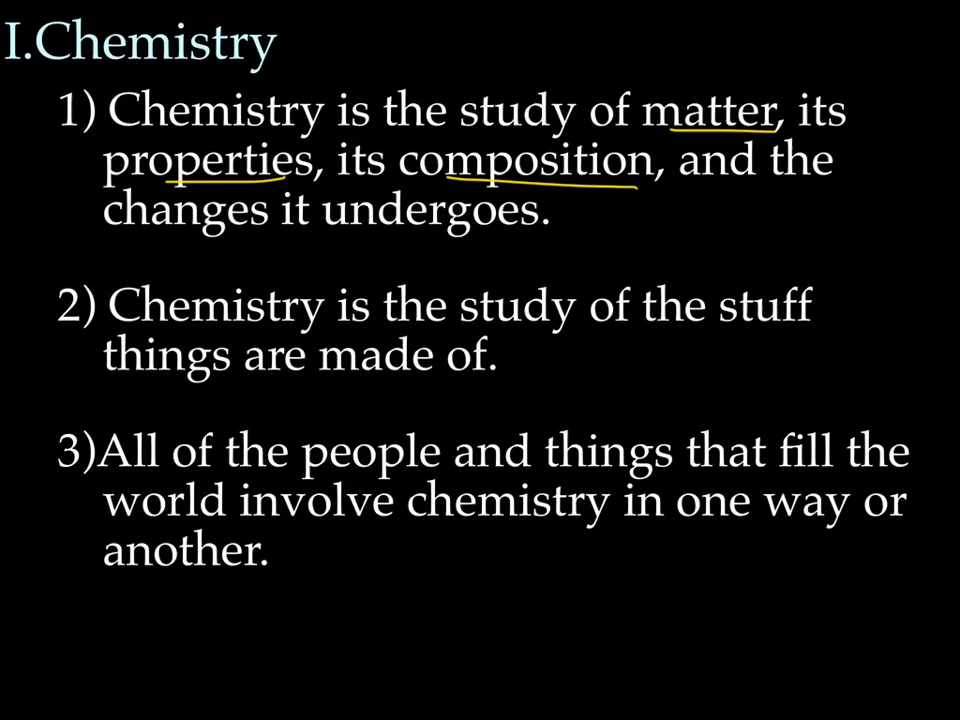 I.Chemistry
1) Chemistry is the study of matter, its
properties, its composition, and the
changes it undergoes.
2) Chemistry is the study of the stuff
things are made of.
3)All of the people and things that fill the
world involve chemistry in one way or
another.